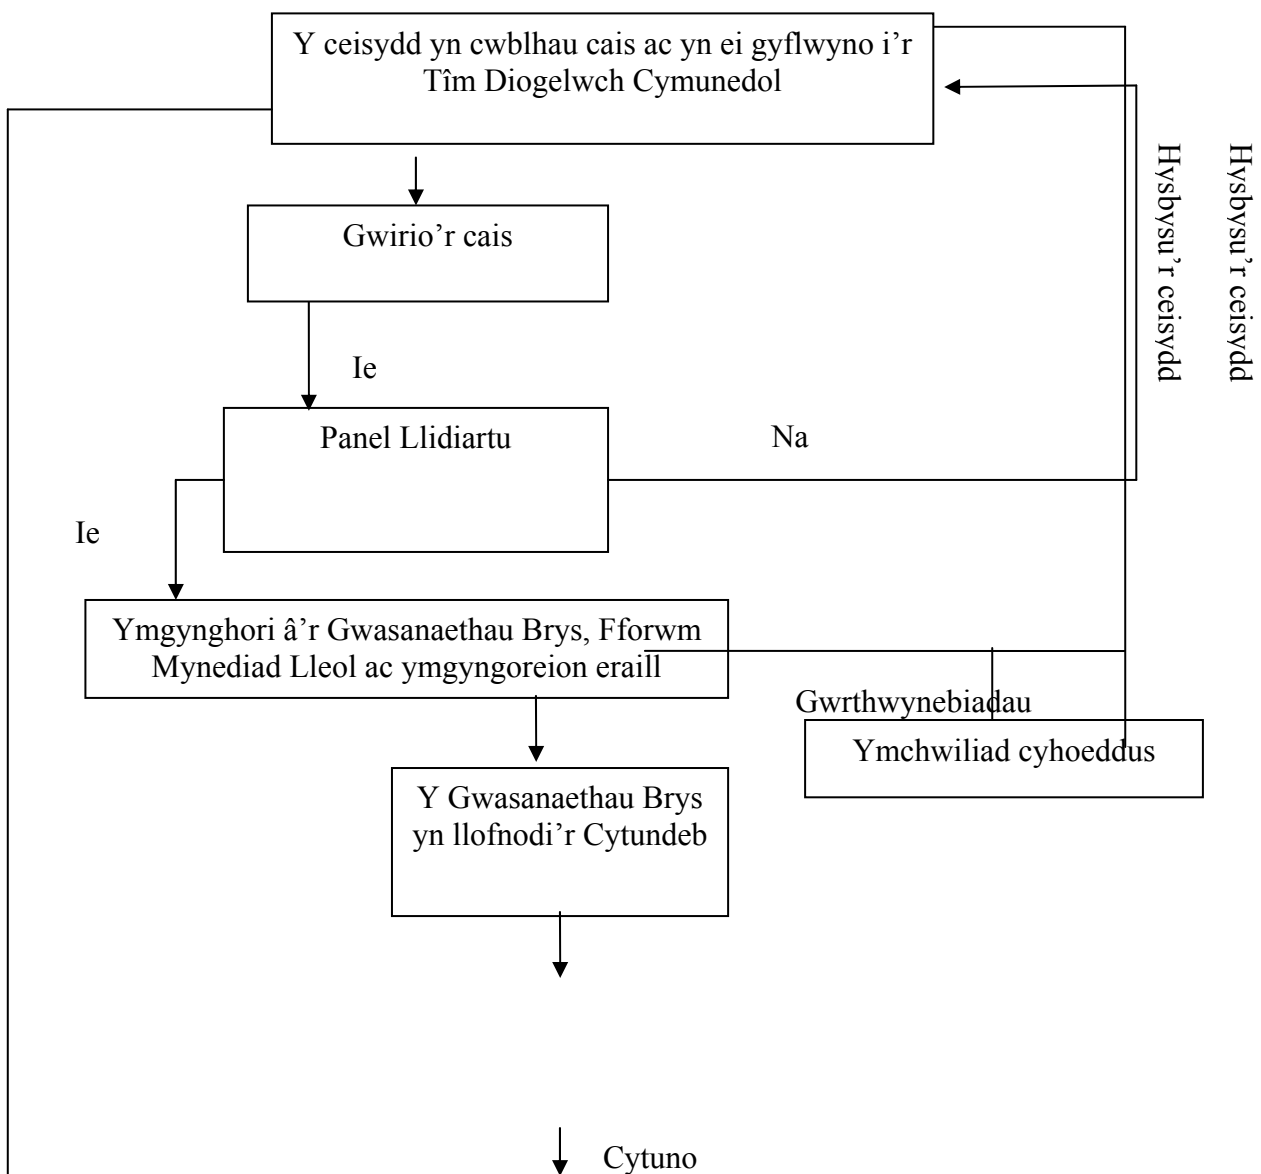 Y ceisydd yn cwblhau cais ac yn ei gyflwyno i’r
Tîm Diogelwch Cymunedol
Hysbysu’r ceisydd
Hysbysu’r ceisydd
Gwirio’r cais
Ie
Panel Llidiartu
Na
Ie
Ymgynghori â’r Gwasanaethau Brys, Fforwm
Mynediad Lleol ac ymgyngoreion eraill
Gwrthwynebiadau
Ymchwiliad cyhoeddus
Y Gwasanaethau Brys
yn llofnodi’r Cytundeb
Cytuno